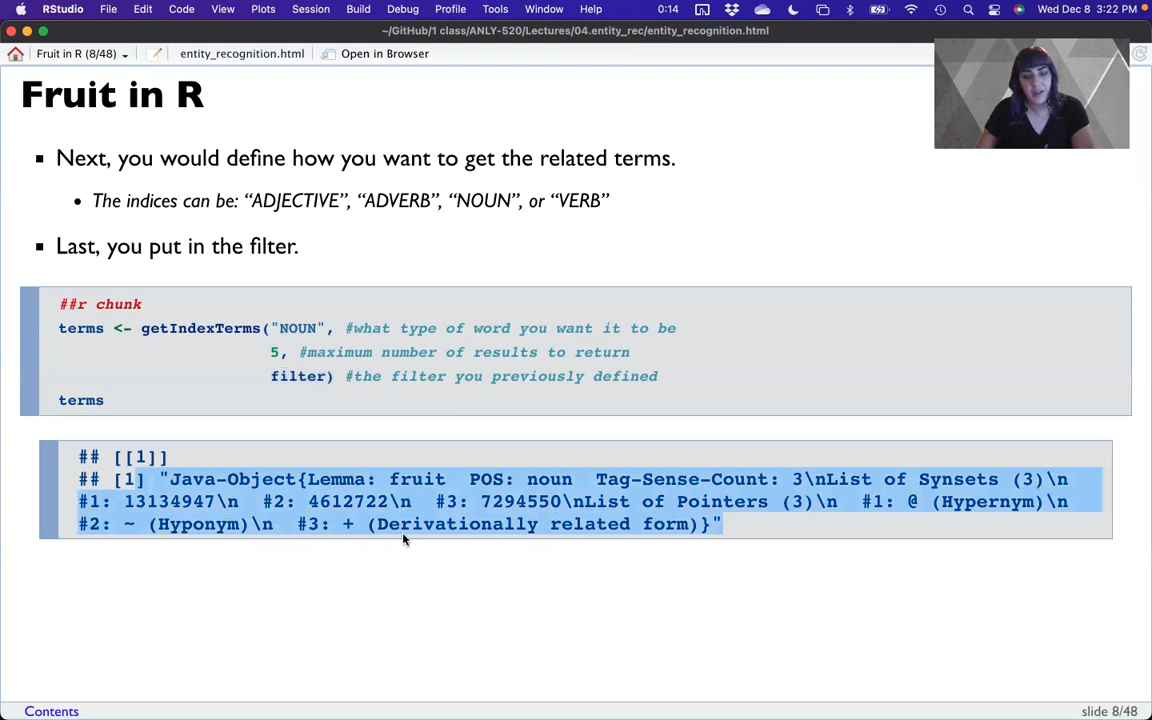 RStudio File Edit Code View Plots Session Build Debug Profile Tools Window Help 0:14 Wed Dec 8 3:22 PM
~/GitHub/1 class/ANLY-520/Lectures/04.entity_rec/entity_recognition.html
Fruit in R (8/48) entity_recognition.html Open in Browser
Fruit in R
Next, you would define how you want to get the related terms.
The indices can be: “ADJECTIVE”, “ADVERB”, “NOUN”, or “VERB”
Last, you put in the filter.
##r chunk
terms <- getIndexTerms("NOUN", #what type of word you want it to be
5, #maximum number of results to return
filter) #the filter you previously defined
terms
## [[1]]
## [1] "Java-Object{Lemma: fruit POS: noun Tag-Sense-Count: 3\nList of Synsets (3)\n
#1: 13134947\n #2: 4612722\n #3: 7294550\nList of Pointers (3)\n #1: @ (Hypernym)\n
#2: ~ (Hyponym)\n #3: + (Derivationally related form)}"
Contents slide 8/48